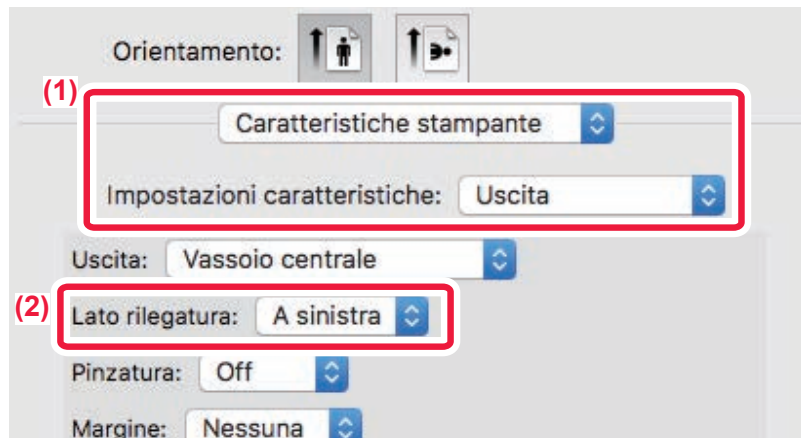 Orientamento:
(1)
Caratteristiche stampante
Impostazioni caratteristiche: Uscita
Uscita: Vassoio centrale
(2)
Lato rilegatura: A sinistra
Pinzatura: Off
Margine: Nessuna